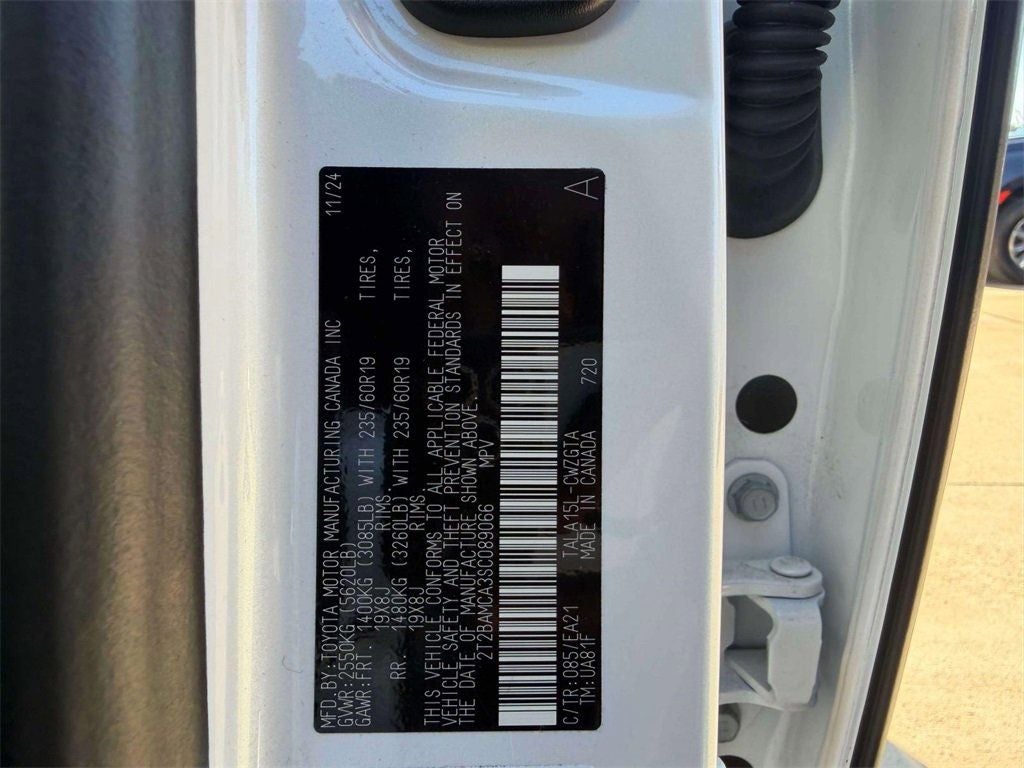 MFD.BY:TOYOTA MOTOR MANUFACTURING CANADA INC 11/24
GVWR:2550KG (5620LB)
GAWR:FRT. 1400KG (3085LB) WITH 235/60R19 TIRES,
19X8J RIMS
RR. 1480KG (3260LB) WITH 235/60R19 TIRES,
19X8J RIMS
THIS VEHICLE CONFORMS TO ALL APPLICABLE FEDERAL MOTOR
VEHICLE SAFETY AND THEFT PREVENTION STANDARDS IN EFFECT ON
THE DATE OF MANUFACTURE SHOWN ABOVE.
2T2BAMCA3SC089066 MPV
C/TR:085/EA21 TALA15L-CWZGTA 720
TM:UA81F MADE IN CANADA A